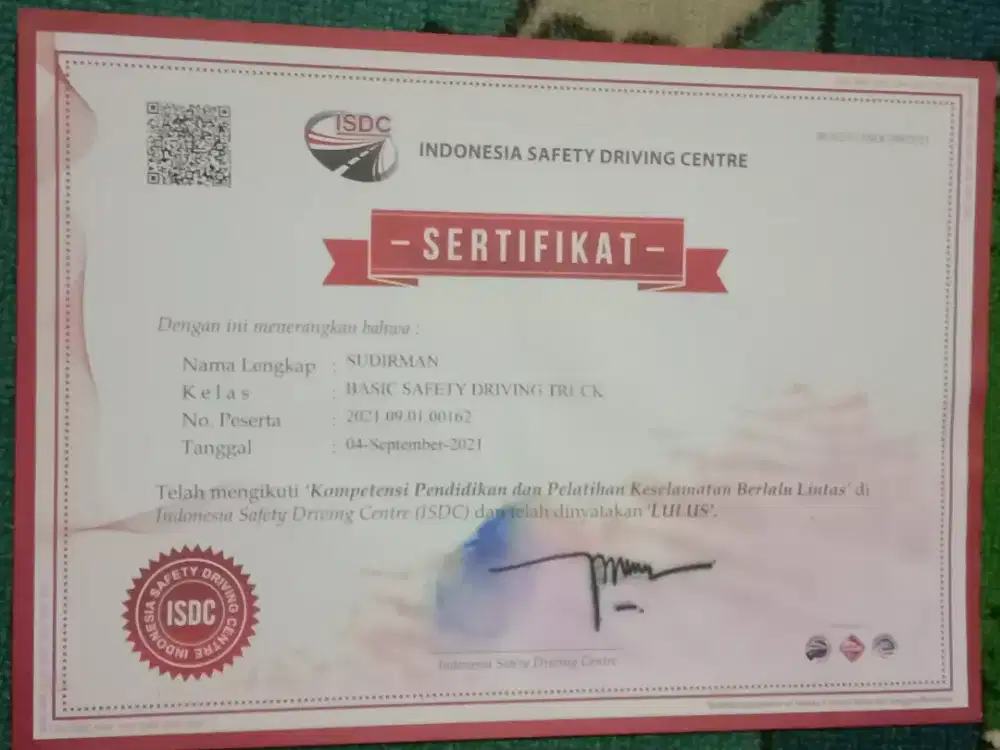 ISDC
INDONESIA SAFETY DRIVING CENTRE
- SERTIFIKAT -
Dengan ini menerangkan bahwa :
Nama Lengkap : SUDIRMAN
Kelas : BASIC SAFETY DRIVING TRUCK
No. Peserta : 2021.09.01.00162
Tanggal : 04-September-2021
Telah mengikuti 'Kompetensi Pendidikan dan Pelatihan Keselamatan Berlalu Lintas' di
Indonesia Safety Driving Centre (ISDC) dan telah dinyatakan 'LULUS'.
INDONESIA SAFETY DRIVING CENTRE
ISDC
Indonesia Safety Driving Centre